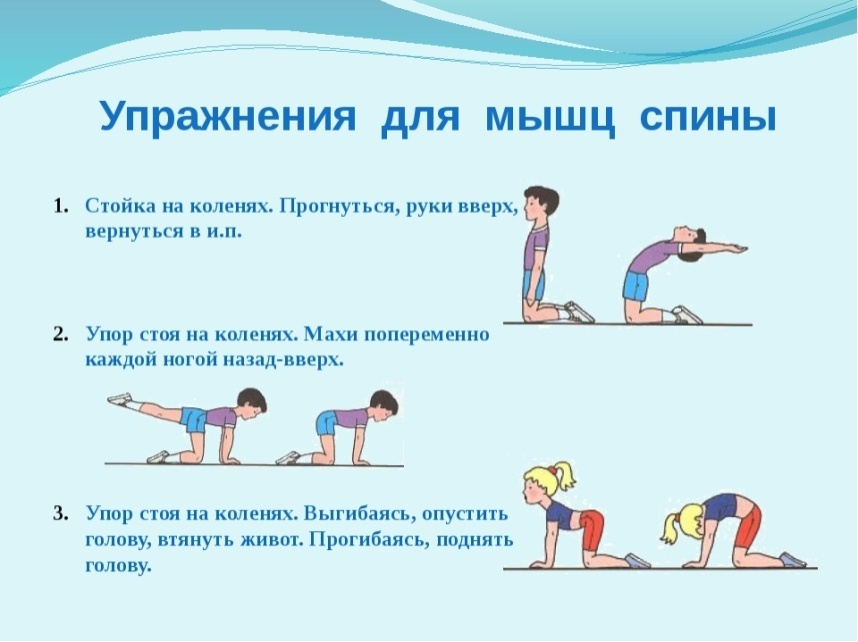 Упражнения для мышц спины
1. Стойка на коленях. Прогнуться, руки вверх,
вернуться в и.п.
2. Упор стоя на коленях. Махи попеременно
каждой ногой назад-вверх.
3. Упор стоя на коленях. Выгибаясь, опустить
голову, втянуть живот. Прогибаясь, поднять
голову.